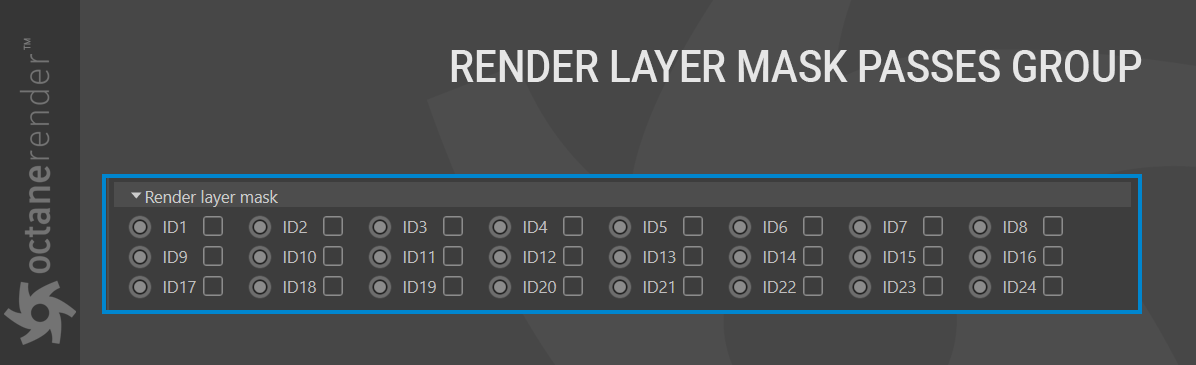 octanerender™
RENDER LAYER MASK PASSES GROUP
Render layer mask
ID1 ID2 ID3 ID4 ID5 ID6 ID7 ID8
ID9 ID10 ID11 ID12 ID13 ID14 ID15 ID16
ID17 ID18 ID19 ID20 ID21 ID22 ID23 ID24